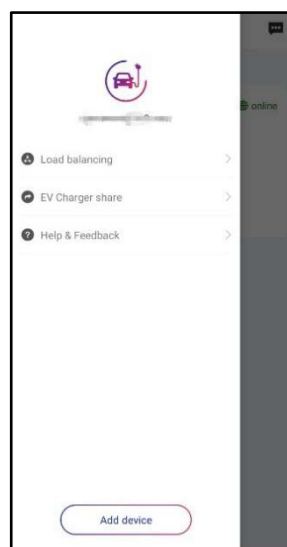 online
Load balancing
EV Charger share
Help & Feedback
Add device